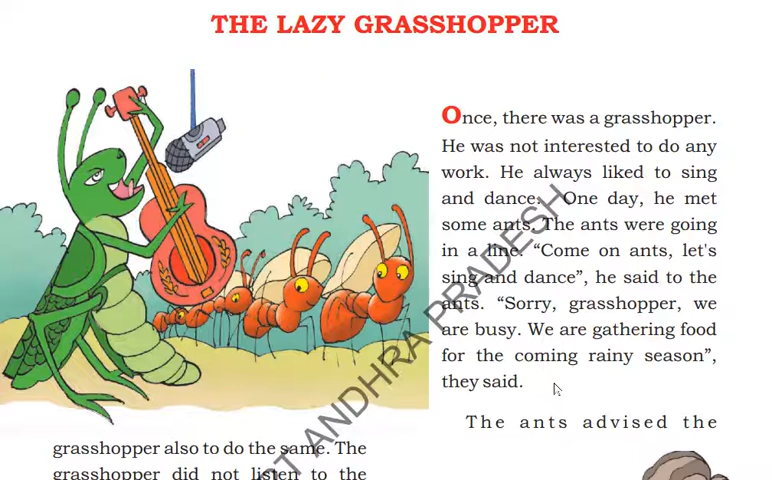 THE LAZY GRASSHOPPER
Once, there was a grasshopper.
He was not interested to do any
work. He always liked to sing
and dance. One day, he met
some ants. The ants were going
in a line. “Come on ants, let's
sing and dance”, he said to the
ants. “Sorry, grasshopper, we
are busy. We are gathering food
for the coming rainy season”,
they said.
The ants advised the
grasshopper also to do the same. The
grasshopper did not listen to the
OT ANDHRA PRADESH